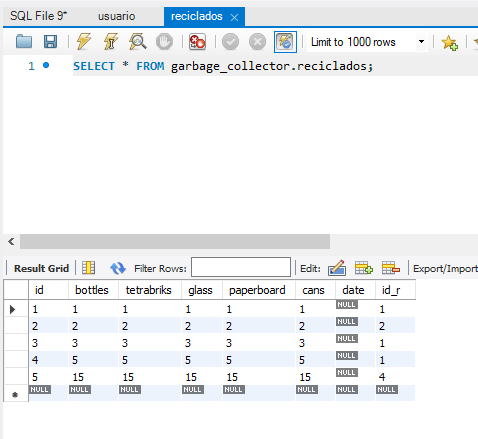 SQL File 9* usuario reciclados
Limit to 1000 rows
1 SELECT * FROM garbage_collector.reciclados;
Result Grid Filter Rows: Edit: Export/Import
id bottles tetrabriks glass paperboard cans date id_r
1 1 1 1 1 1 NULL 1
2 2 2 2 2 2 NULL 2
3 3 3 3 3 3 NULL 1
4 5 5 5 5 5 NULL 1
5 15 15 15 15 15 NULL 4
NULL NULL NULL NULL NULL NULL NULL NULL